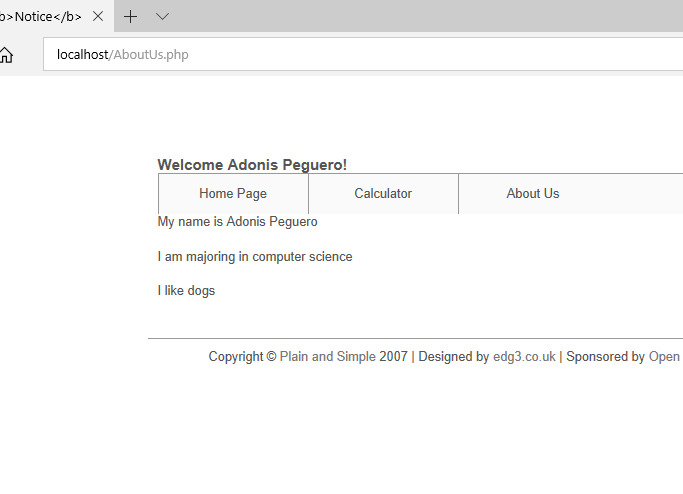 b>Notice</b>
localhost/AboutUs.php
Welcome Adonis Peguero!
Home Page Calculator About Us
My name is Adonis Peguero
I am majoring in computer science
I like dogs
Copyright © Plain and Simple 2007 | Designed by edg3.co.uk | Sponsored by Open